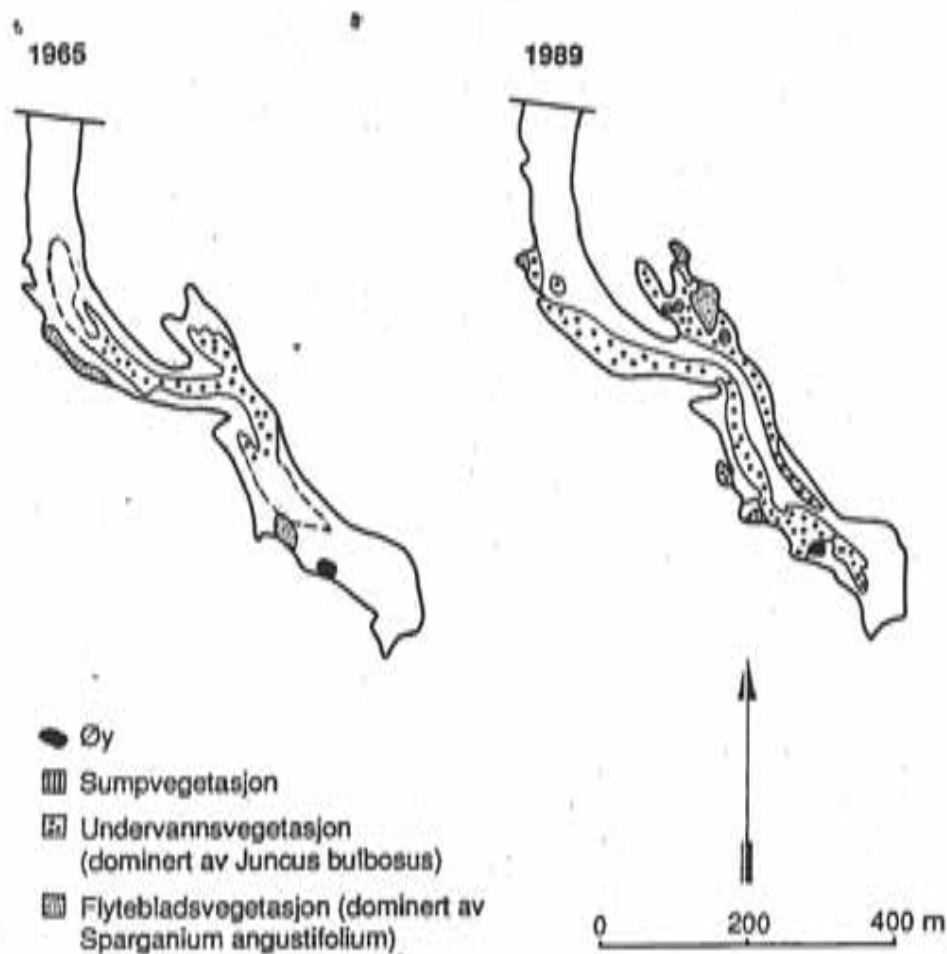 1965
1989
Øy
Sumpvegetasjon
Undervannsvegetasjon
(dominert av Juncus bulbosus)
Flytebladsvegetasjon (dominert av
Sparganium angustifolium)
0 200 400 m